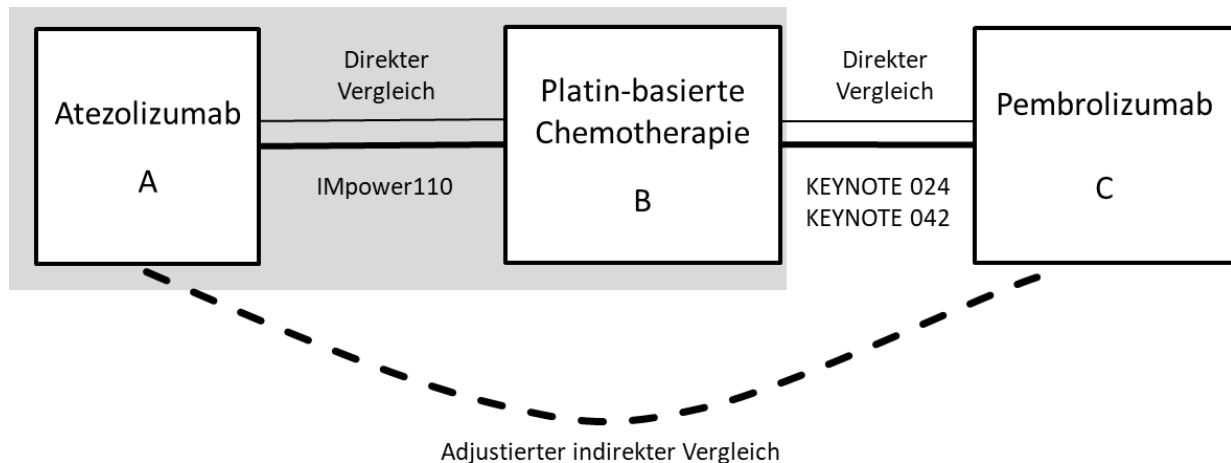 Atezolizumab
A
Direkter
Vergleich
IMpower110
Platin-basierte
Chemotherapie
B
Direkter
Vergleich
KEYNOTE 024
KEYNOTE 042
Pembrolizumab
C
Adjustierter indirekter Vergleich